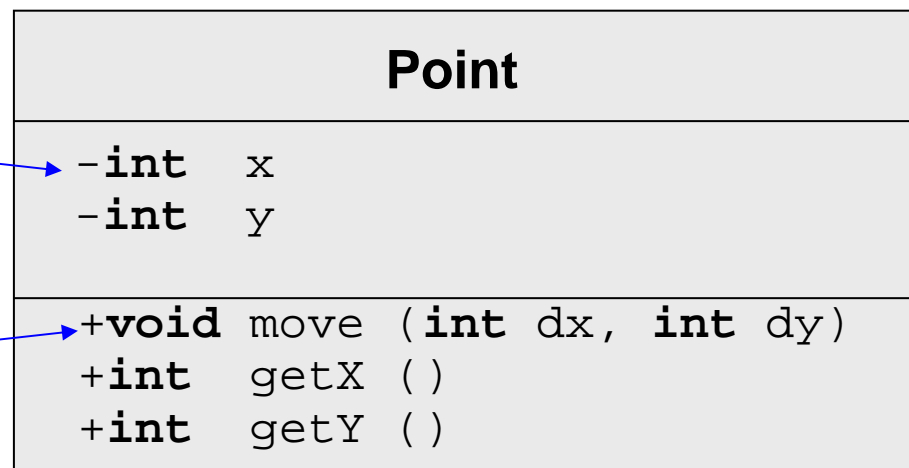 Point
-int x
-int y
+void move (int dx, int dy)
+int getX ()
+int getY ()